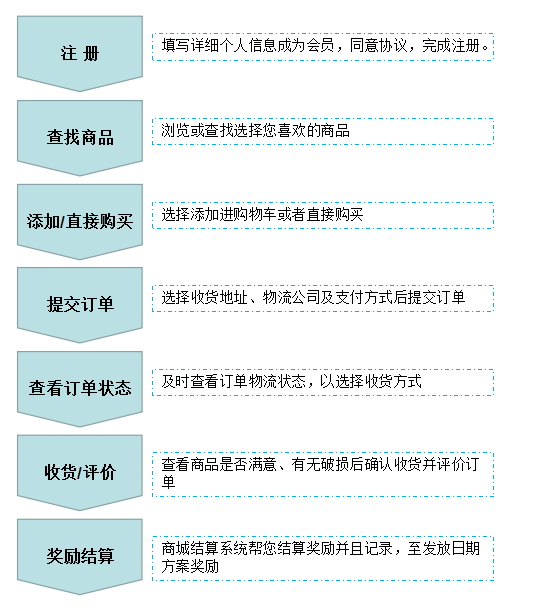 注 册
填写详细个人信息成为会员，同意协议，完成注册。
查找商品
浏览或查找选择您喜欢的商品
添加/直接购买
选择添加进购物车或者直接购买
提交订单
选择收货地址、物流公司及支付方式后提交订单
查看订单状态
及时查看订单物流状态，以选择收货方式
收货/评价
查看商品是否满意、有无破损后确认收货并评价订
单
奖励结算
商城结算系统帮您结算奖励并且记录，至发放日期
方案奖励